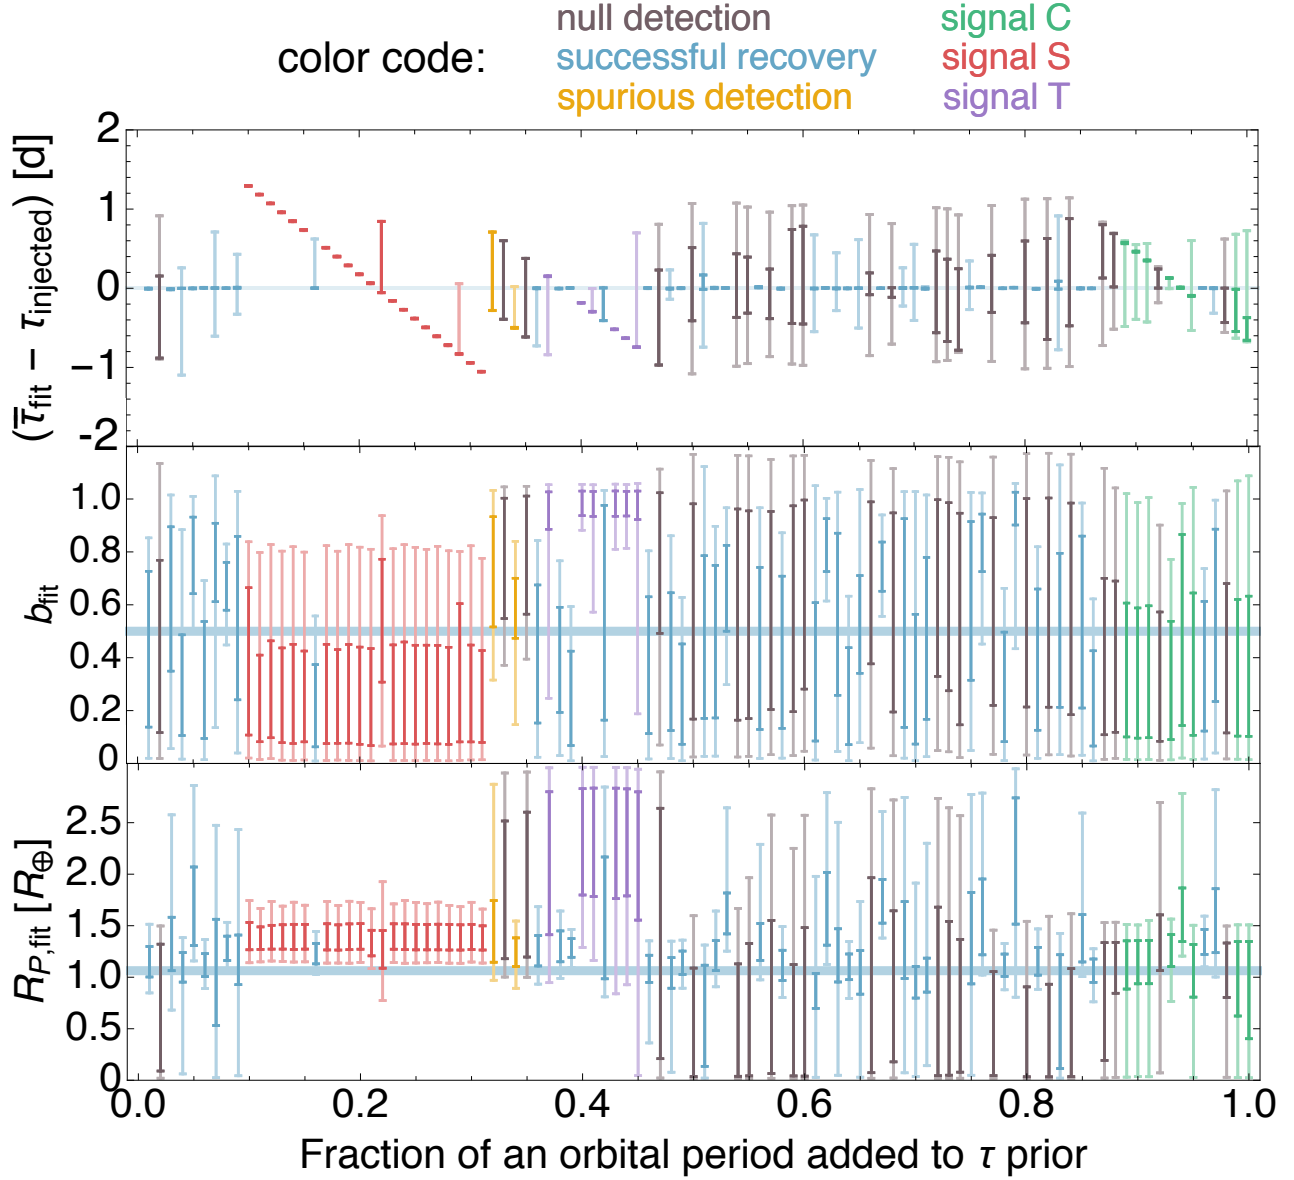 null detection
signal C
color code:
successful recovery
signal S
spurious detection
signal T
(τ̅fit − τinjected) [d]
2
1
0
−1
-2
bfit
1.0
0.8
0.6
0.4
0.2
0
RP,fit [R⊕]
2.5
2.0
1.5
1.0
0.5
0
0.0 0.2 0.4 0.6 0.8 1.0
Fraction of an orbital period added to τ prior